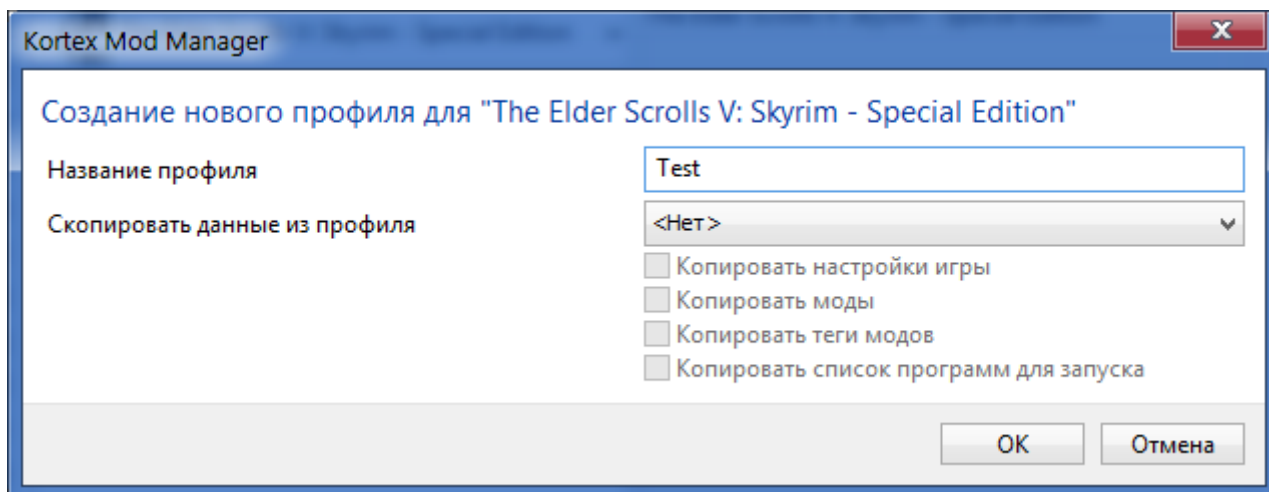 Kortex Mod Manager
Создание нового профиля для "The Elder Scrolls V: Skyrim - Special Edition"
Название профиля
Test
Скопировать данные из профиля
<Нет>
Копировать настройки игры
Копировать моды
Копировать теги модов
Копировать список программ для запуска
ОК
Отмена